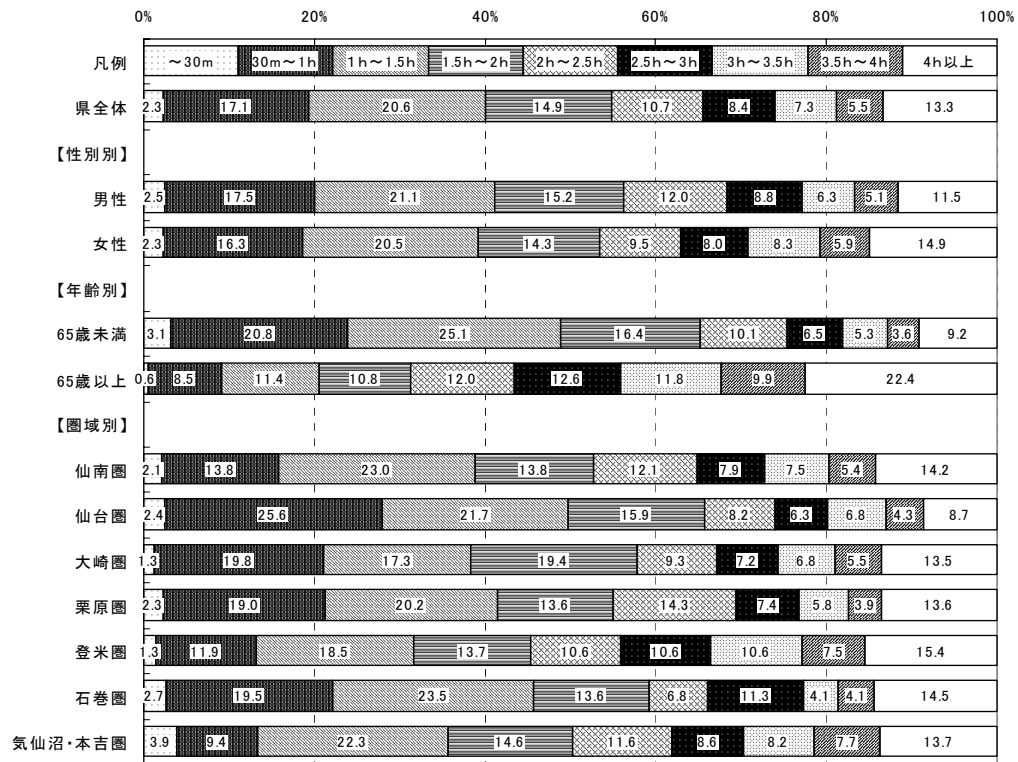 0% 20% 40% 60% 80% 100%
凡例 ～30m 30m～1h 1h～1.5h 1.5h～2h 2h～2.5h 2.5h～3h 3h～3.5h 3.5h～4h 4h以上
県全体 2.3 17.1 20.6 14.9 10.7 8.4 7.3 5.5 13.3
【性別別】
男性 2.5 17.5 21.1 15.2 12.0 8.8 6.3 5.1 11.5
女性 2.3 16.3 20.5 14.3 9.5 8.0 8.3 5.9 14.9
【年齢別】
65歳未満 3.1 20.8 25.1 16.4 10.1 6.5 5.3 3.6 9.2
65歳以上 0.6 8.5 11.4 10.8 12.0 12.6 11.8 9.9 22.4
【圏域別】
仙南圏 2.1 13.8 23.0 13.8 12.1 7.9 7.5 5.4 14.2
仙台圏 2.4 25.6 21.7 15.9 8.2 6.3 6.8 4.3 8.7
大崎圏 1.3 19.8 17.3 19.4 9.3 7.2 6.8 5.5 13.5
栗原圏 2.3 19.0 20.2 13.6 14.3 7.4 5.8 3.9 13.6
登米圏 1.3 11.9 18.5 13.7 10.6 10.6 10.6 7.5 15.4
石巻圏 2.7 19.5 23.5 13.6 6.8 11.3 4.1 4.1 14.5
気仙沼・本吉圏 3.9 9.4 22.3 14.6 11.6 8.6 8.2 7.7 13.7